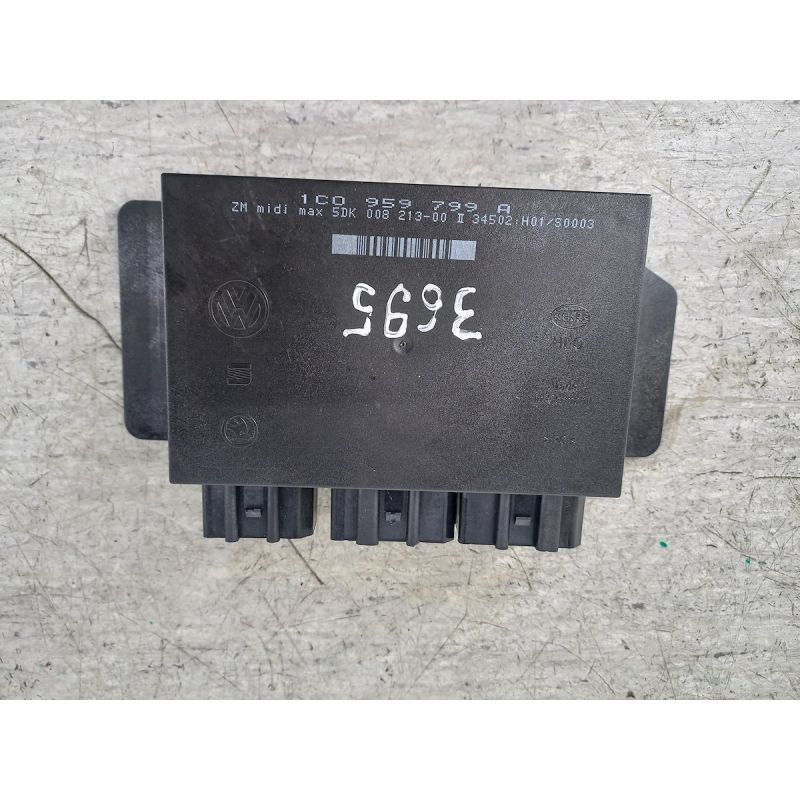 1C0 959 799 A
ZM midi max 5DK 008 213-00 II 34502:H01/S0003
3695